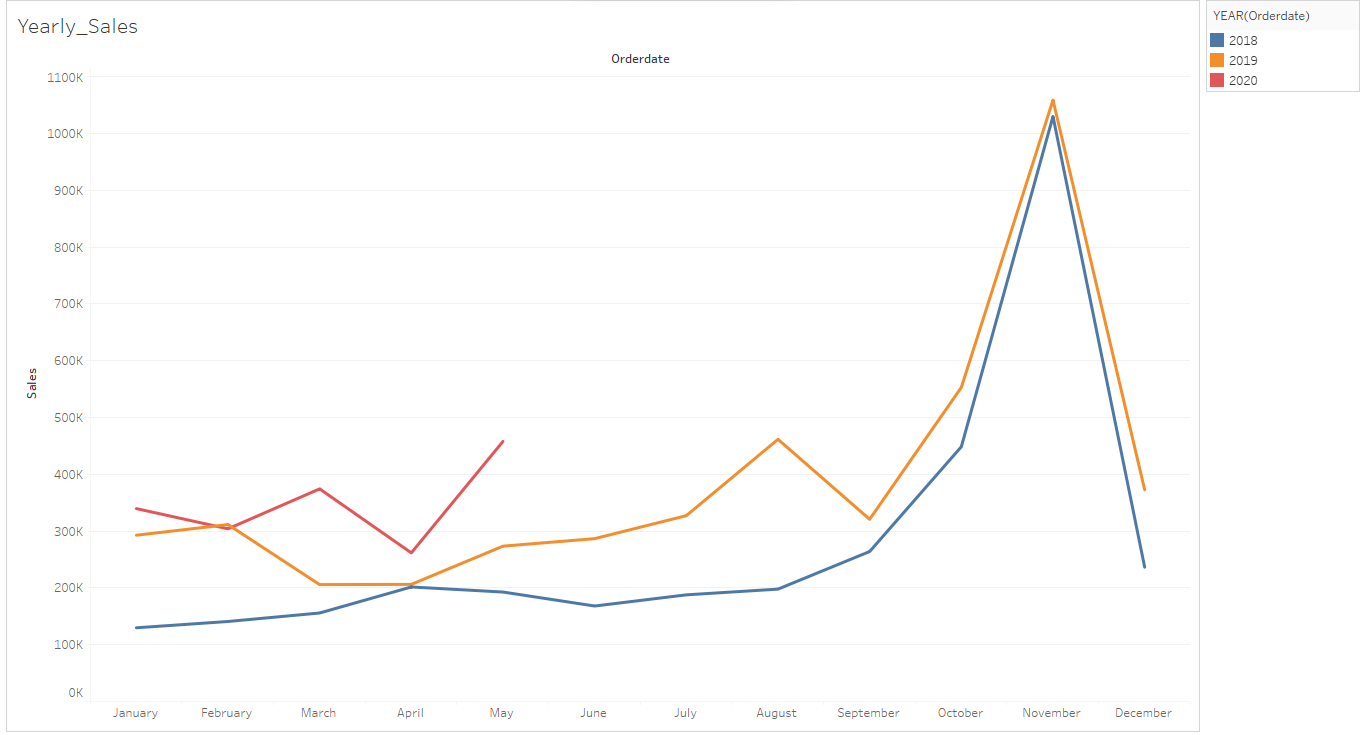 Yearly_Sales
Orderdate
1100K
1000K
900K
800K
700K
600K
500K
400K
300K
200K
100K
0K
Sales
January February March April May June July August September October November December
YEAR(Orderdate)
2018
2019
2020